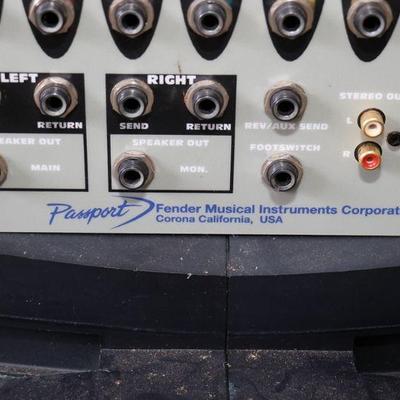 LEFT RIGHT STEREO OU
RETURN SEND RETURN REV/AUX SEND L
EAKER OUT SPEAKER OUT FOOTSWITCH
MAIN MON. R
Passport Fender Musical Instruments Corporat
Corona California, USA